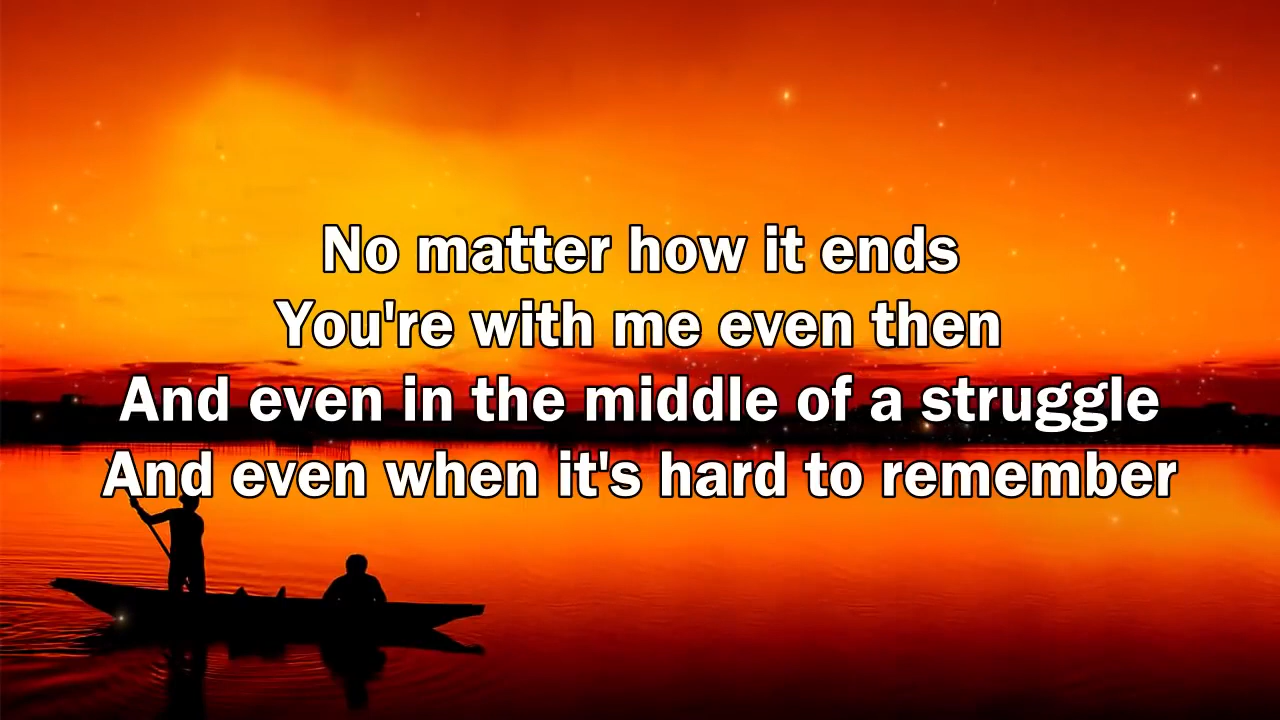 No matter how it ends
You're with me even then
And even in the middle of a struggle
And even when it's hard to remember